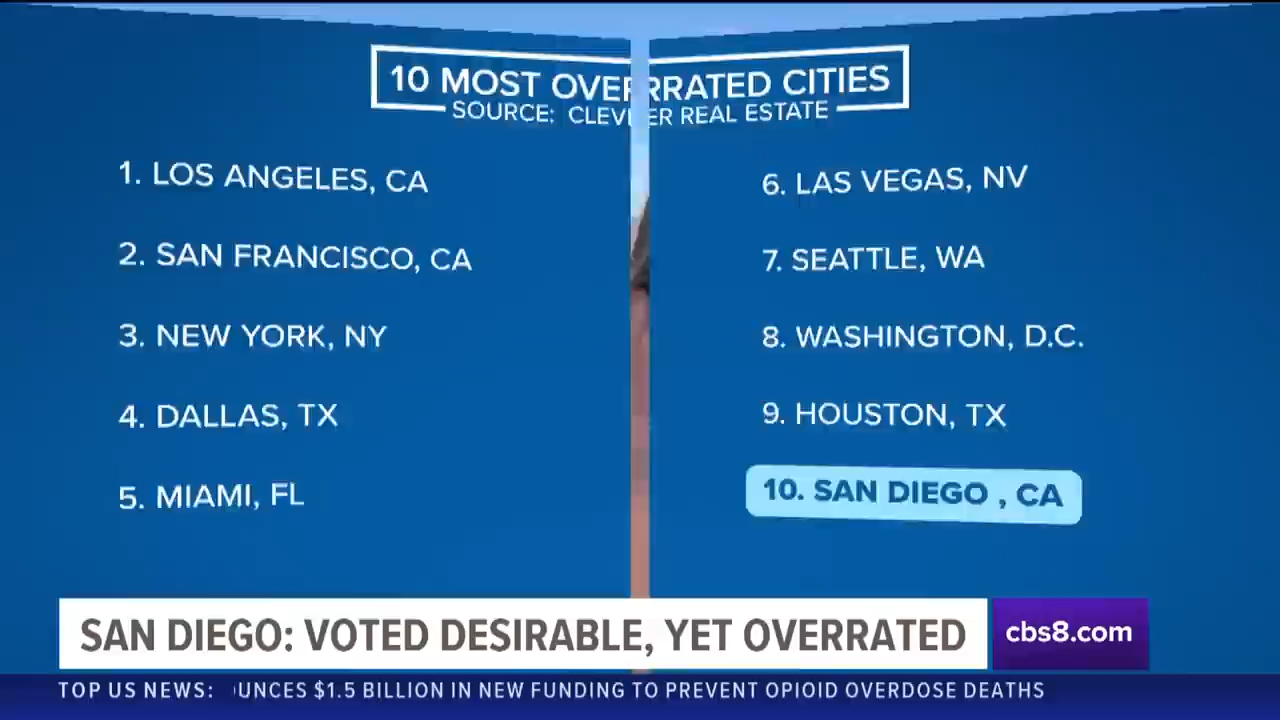 10 MOST OVERRATED CITIES
SOURCE: CLEVER REAL ESTATE
1. LOS ANGELES, CA
2. SAN FRANCISCO, CA
3. NEW YORK, NY
4. DALLAS, TX
5. MIAMI, FL
6. LAS VEGAS, NV
7. SEATTLE, WA
8. WASHINGTON, D.C.
9. HOUSTON, TX
10. SAN DIEGO , CA
SAN DIEGO: VOTED DESIRABLE, YET OVERRATED
cbs8.com
TOP US NEWS: UNCES $1.5 BILLION IN NEW FUNDING TO PREVENT OPIOID OVERDOSE DEATHS